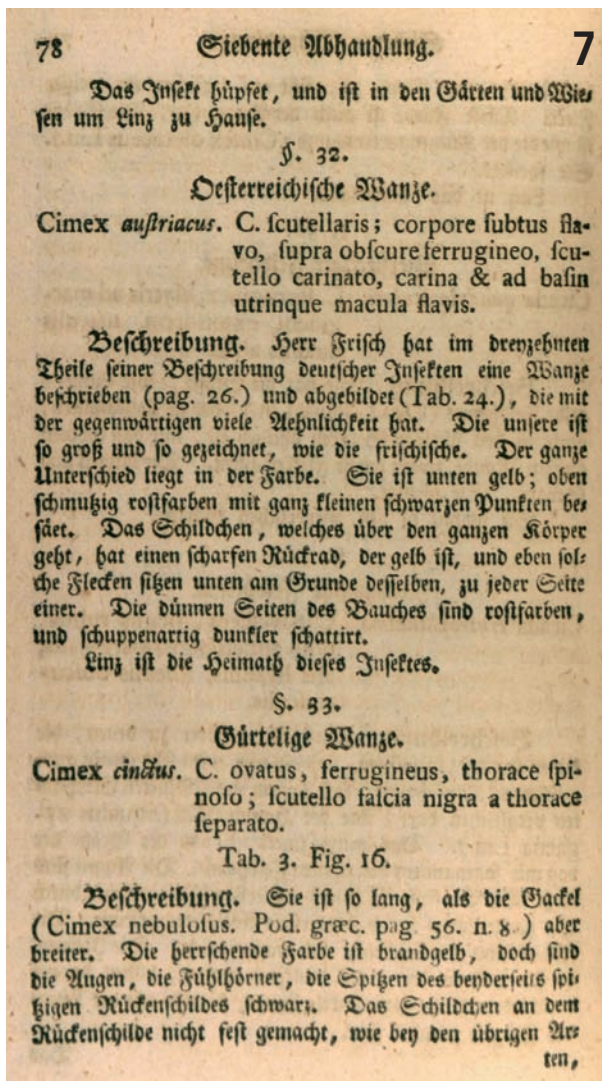 78 Siebente Abhandlung. 7
Das Insekt hüpfet, und ist in den Gärten und Wie-
sen um Linz zu Hause.
§. 32.
Oesterreichische Wanze.
Cimex austriacus. C. scutellaris; corpore subtus fla-
vo, supra obscure ferrugineo, scu-
tello carinato, carina & ad basin
utrinque macula flavis.
Beschreibung. Herr Frisch hat im dreyzehnten
Theile seiner Beschreibung deutscher Insekten eine Wanze
beschrieben (pag. 26.) und abgebildet (Tab. 24.), die mit
der gegenwärtigen viele Aehnlichkeit hat. Die unsere ist
so groß und so gezeichnet, wie die frischische. Der ganze
Unterschied liegt in der Farbe. Sie ist unten gelb; oben
schmutzig rostfarben mit ganz kleinen schwarzen Punkten be-
säet. Das Schildchen, welches über den ganzen Körper
geht, hat einen scharfen Rückrad, der gelb ist, und eben sol-
che Flecken sitzen unten am Grunde desselben, zu jeder Seite
einer. Die dünnen Seiten des Bauches sind rostfarben,
und schuppenartig dunkler schattirt.
Linz ist die Heimath dieses Insektes.
§. 33.
Gürtelige Wanze.
Cimex cinctus. C. ovatus, ferrugineus, thorace spi-
noso; scutello fascia nigra a thorace
separato.
Tab. 3. Fig. 16.
Beschreibung. Sie ist so lang, als die Gackel
(Cimex nebulosus. Pod. græc. pag 56. n. 8.) aber
breiter. Die herrschende Farbe ist brandgelb, doch sind
die Augen, die Fühlhörner, die Spitzen des beyderseits spi-
tzigen Rückenschildes schwarz. Das Schildchen an dem
Rückenschilde nicht fest gemacht, wie bey den übrigen Ar-
ten,